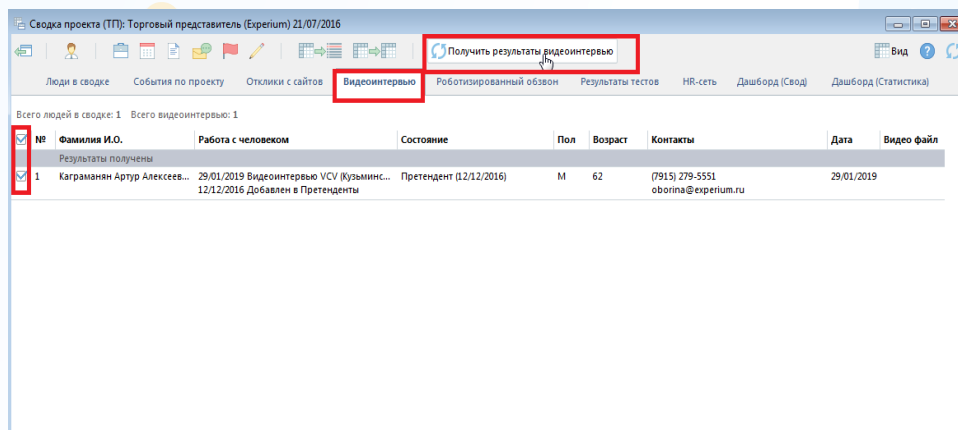 Сводка проекта (ТП): Торговый представитель (Experium) 21/07/2016
Получить результаты видеоинтервью Вид ?
Люди в сводке События по проекту Отклики с сайтов Видеоинтервью Роботизированный обзвон Результаты тестов HR-сеть Дашборд (Свод) Дашборд (Статистика)
Всего людей в сводке: 1 Всего видеоинтервью: 1
№ Фамилия И.О. Работа с человеком Состояние Пол Возраст Контакты Дата Видео файл
Результаты получены
1 Каграманян Артур Алексеев... 29/01/2019 Видеоинтервью VCV (Кузьминс... Претендент (12/12/2016) М 62 (7915) 279-5551 29/01/2019
12/12/2016 Добавлен в Претенденты oborina@experium.ru